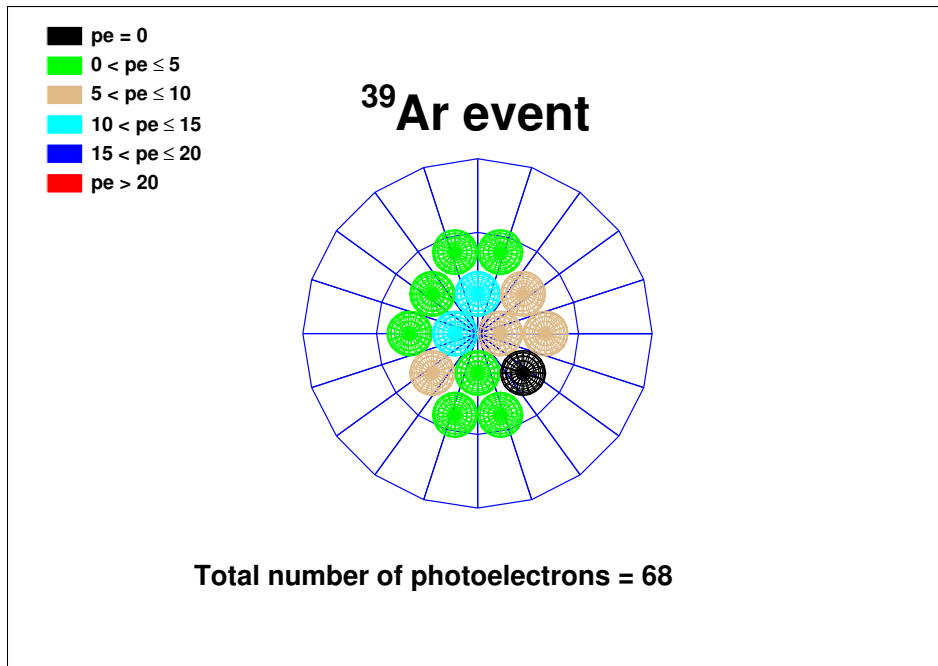 pe = 0
0 < pe ≤ 5
5 < pe ≤ 10
10 < pe ≤ 15
15 < pe ≤ 20
pe > 20
³⁹Ar event
Total number of photoelectrons = 68